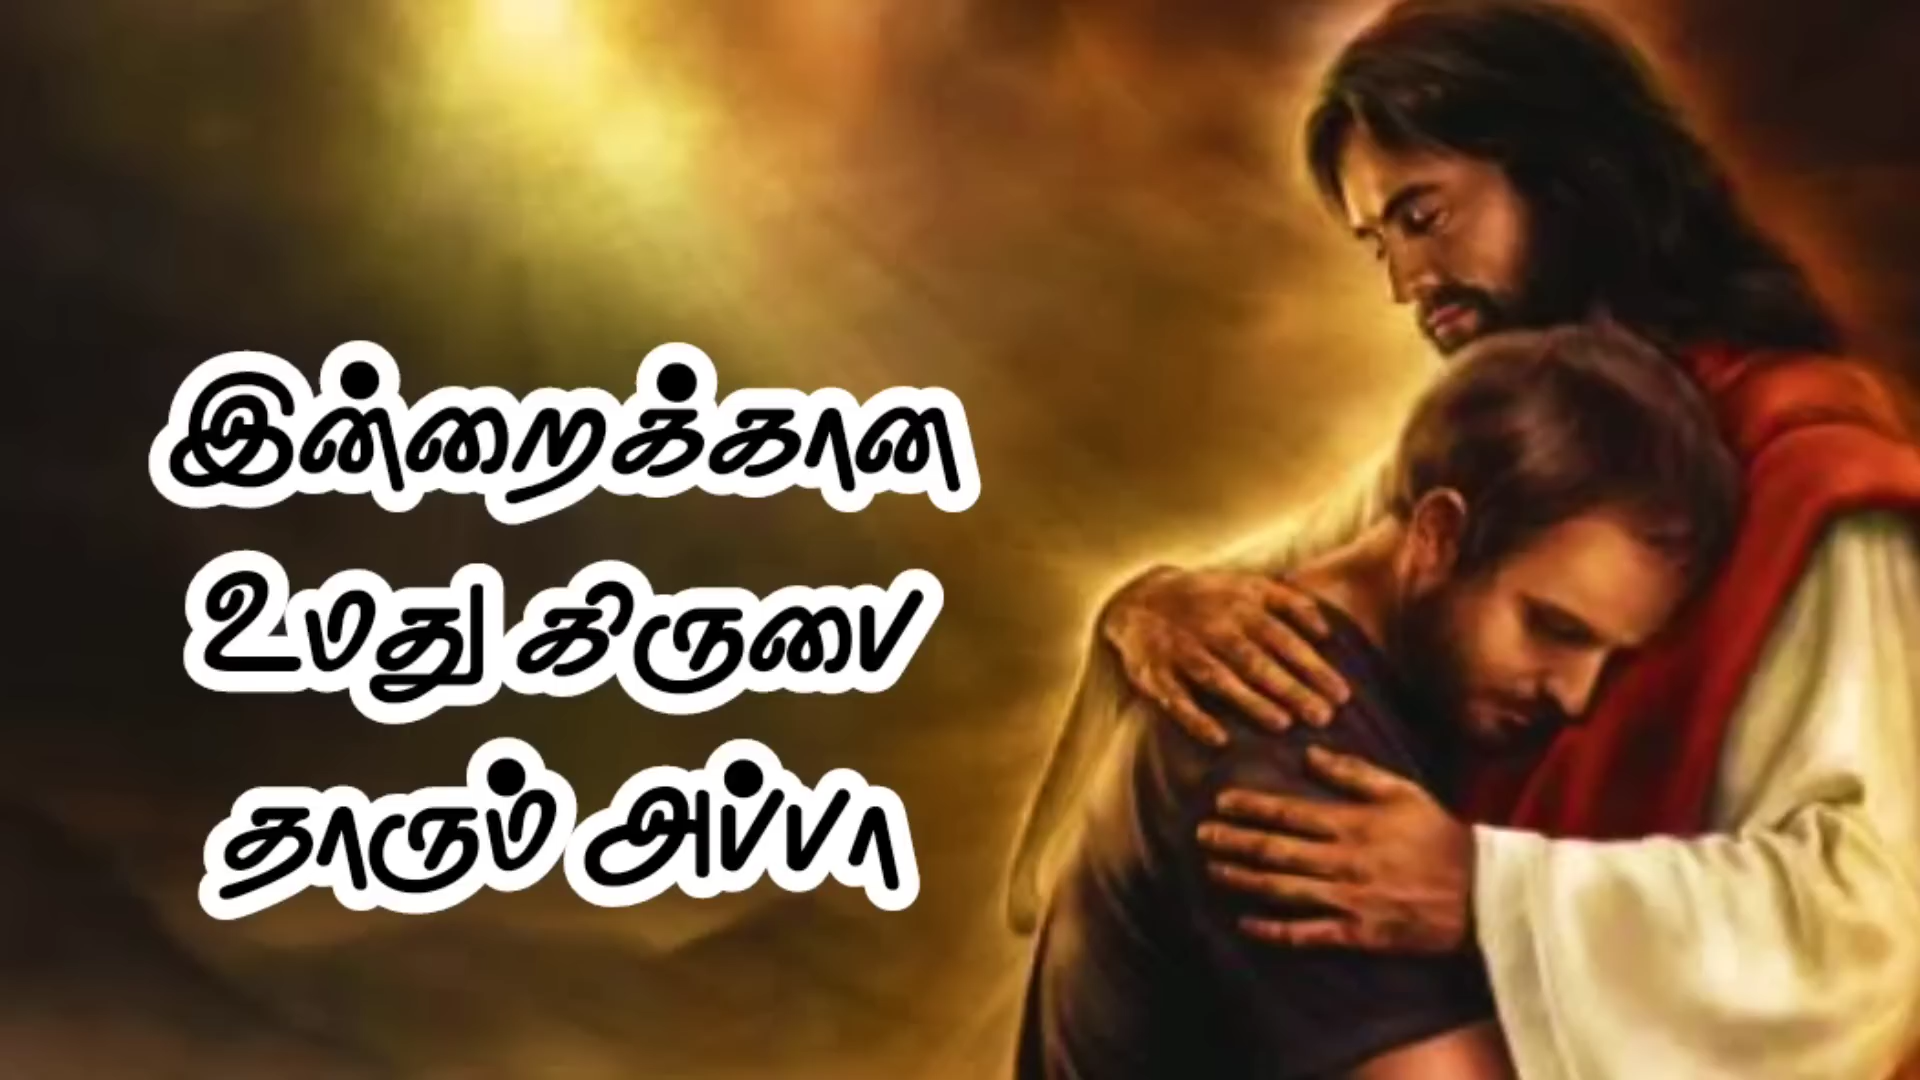 இன்றைக்கான
உமது கிருபை
தாரும் அப்பா